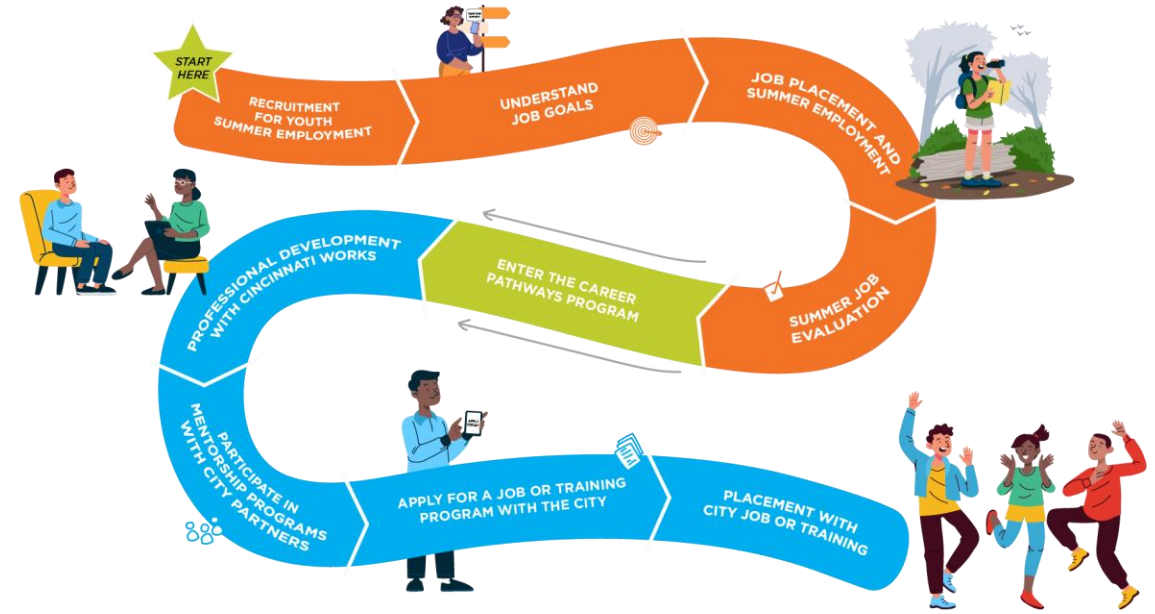 START
HERE
RECRUITMENT
FOR YOUTH
SUMMER EMPLOYMENT
UNDERSTAND
JOB GOALS
JOB PLACEMENT AND
SUMMER EMPLOYMENT
SUMMER JOB
EVALUATION
ENTER THE CAREER
PATHWAYS PROGRAM
PROFESSIONAL DEVELOPMENT
WITH CINCINNATI WORKS
PARTICIPATE IN
MENTORSHIP PROGRAMS
WITH CITY PARTNERS
APPLY FOR A JOB OR TRAINING
PROGRAM WITH THE CITY
PLACEMENT WITH
CITY JOB OR TRAINING